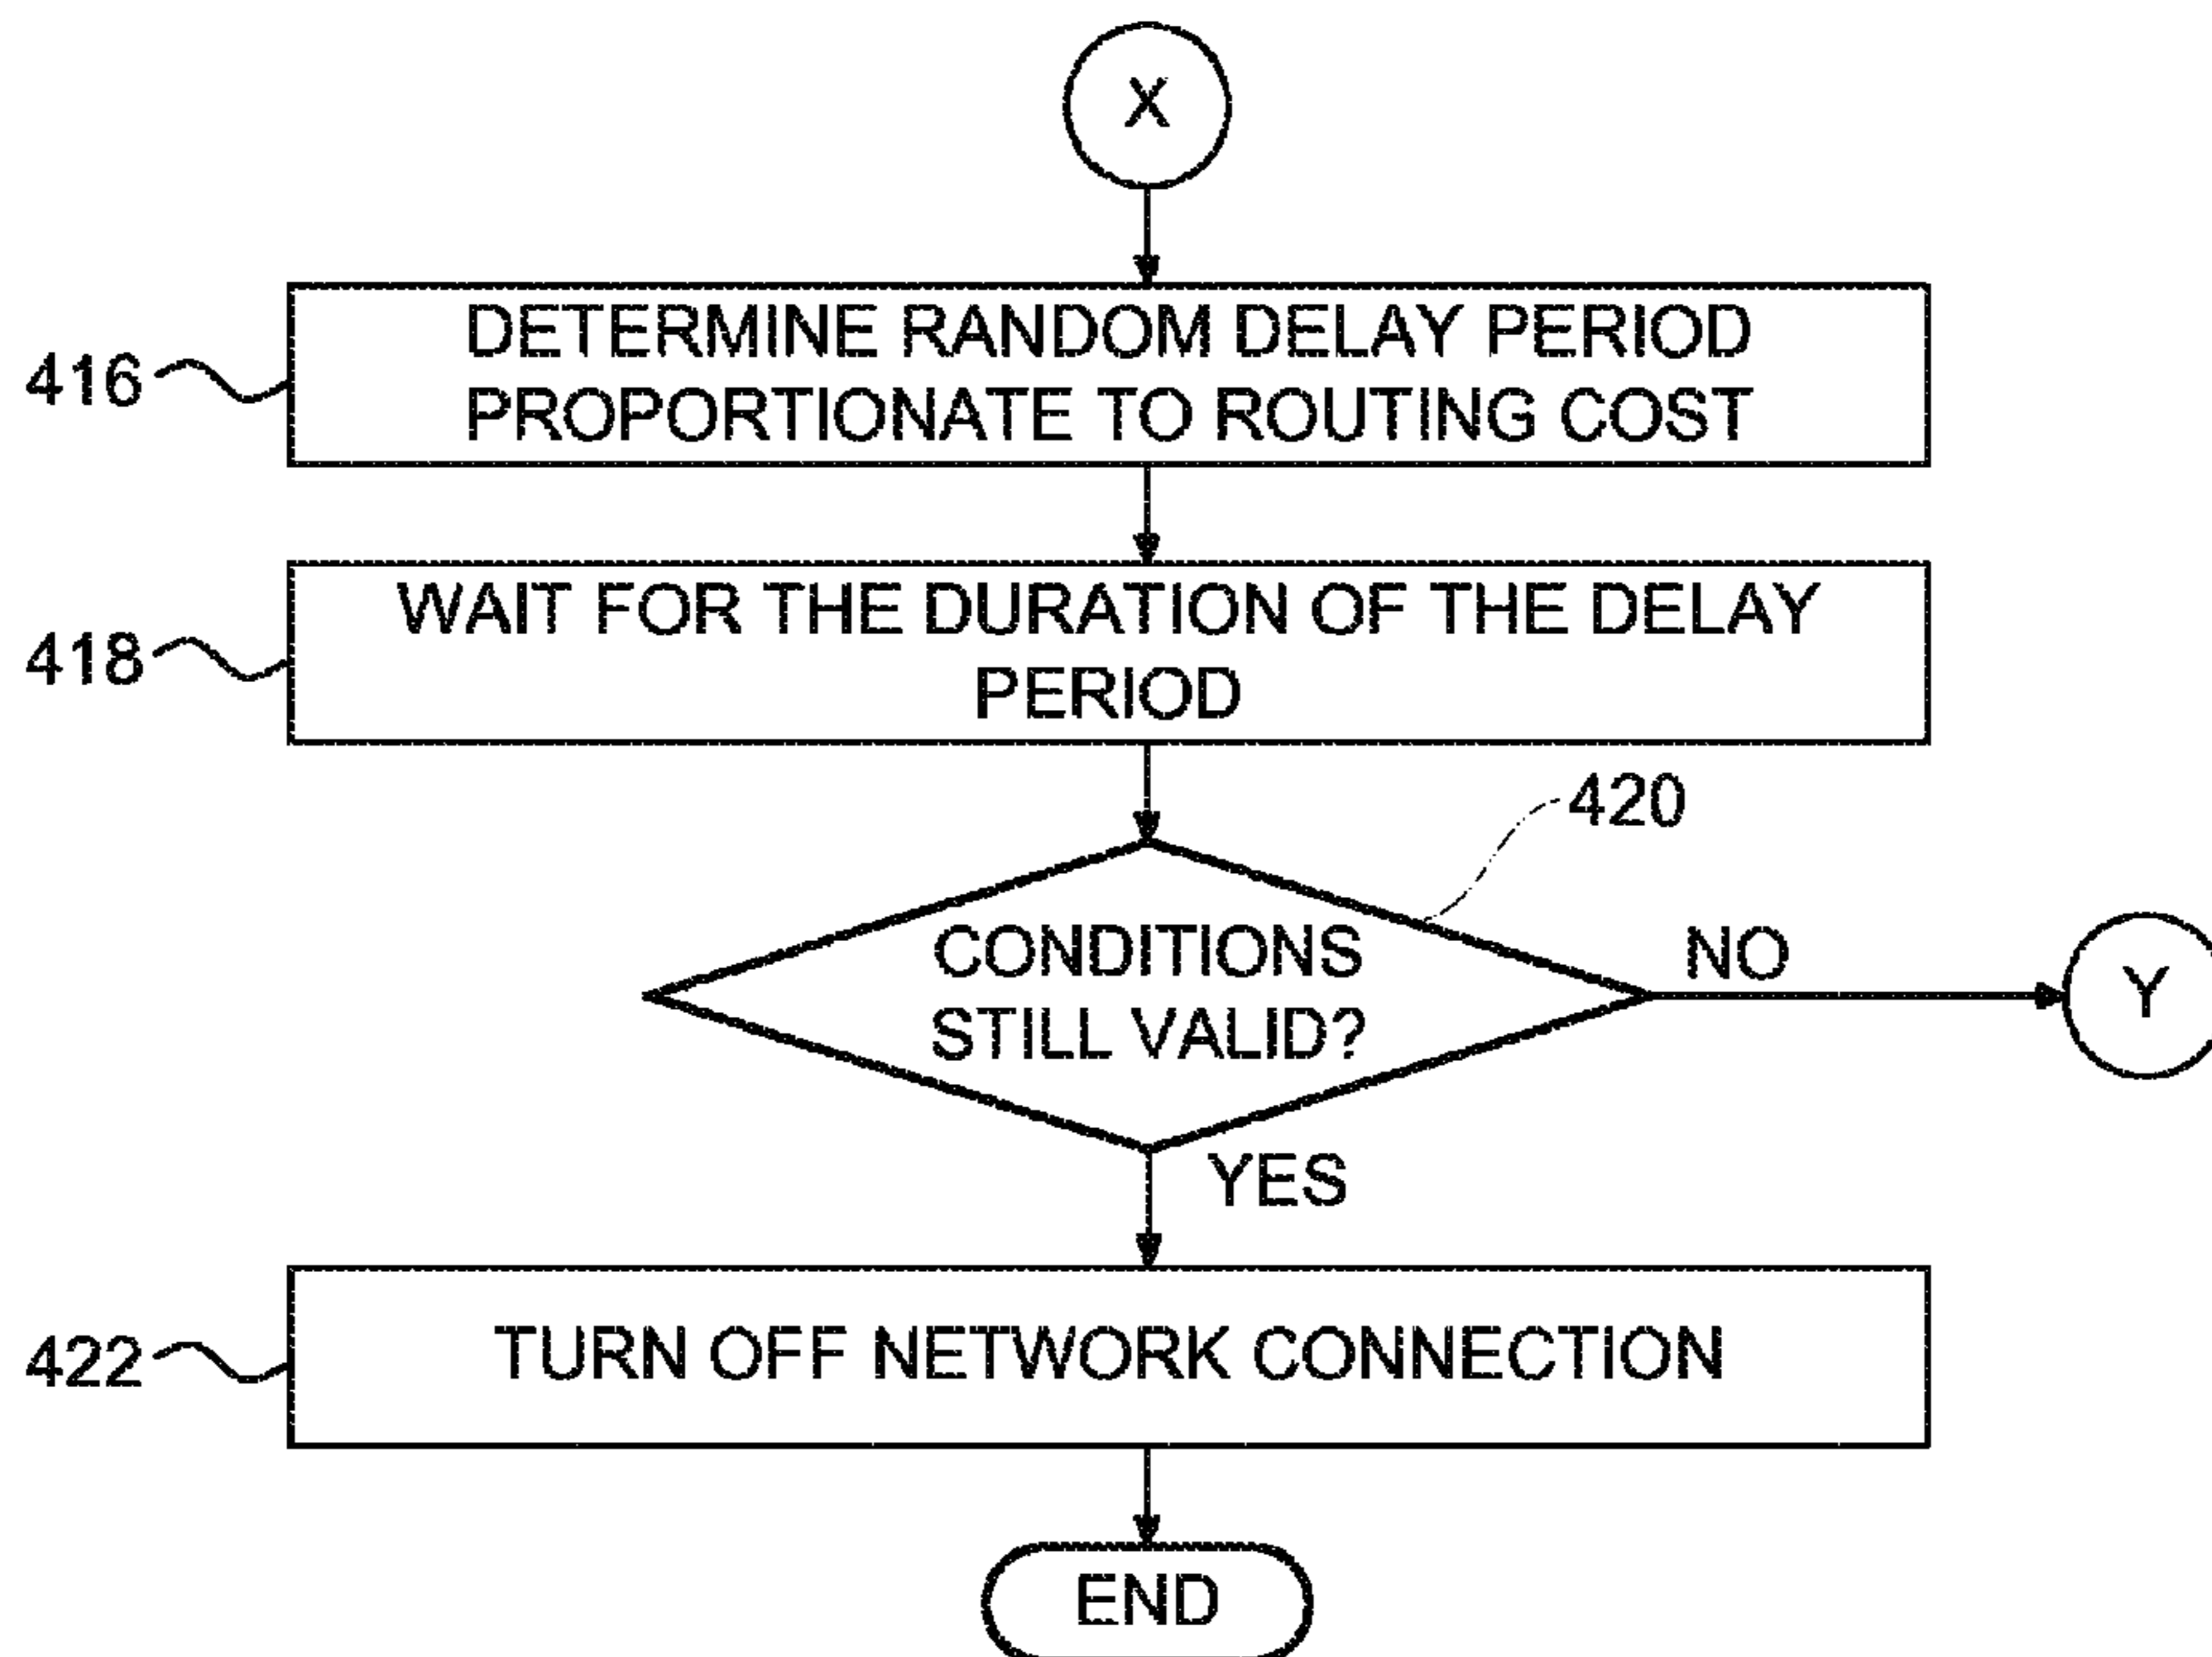 X
DETERMINE RANDOM DELAY PERIOD
PROPORTIONATE TO ROUTING COST
416
WAIT FOR THE DURATION OF THE DELAY
PERIOD
418
420
CONDITIONS
STILL VALID?
NO
Y
YES
TURN OFF NETWORK CONNECTION
422
END